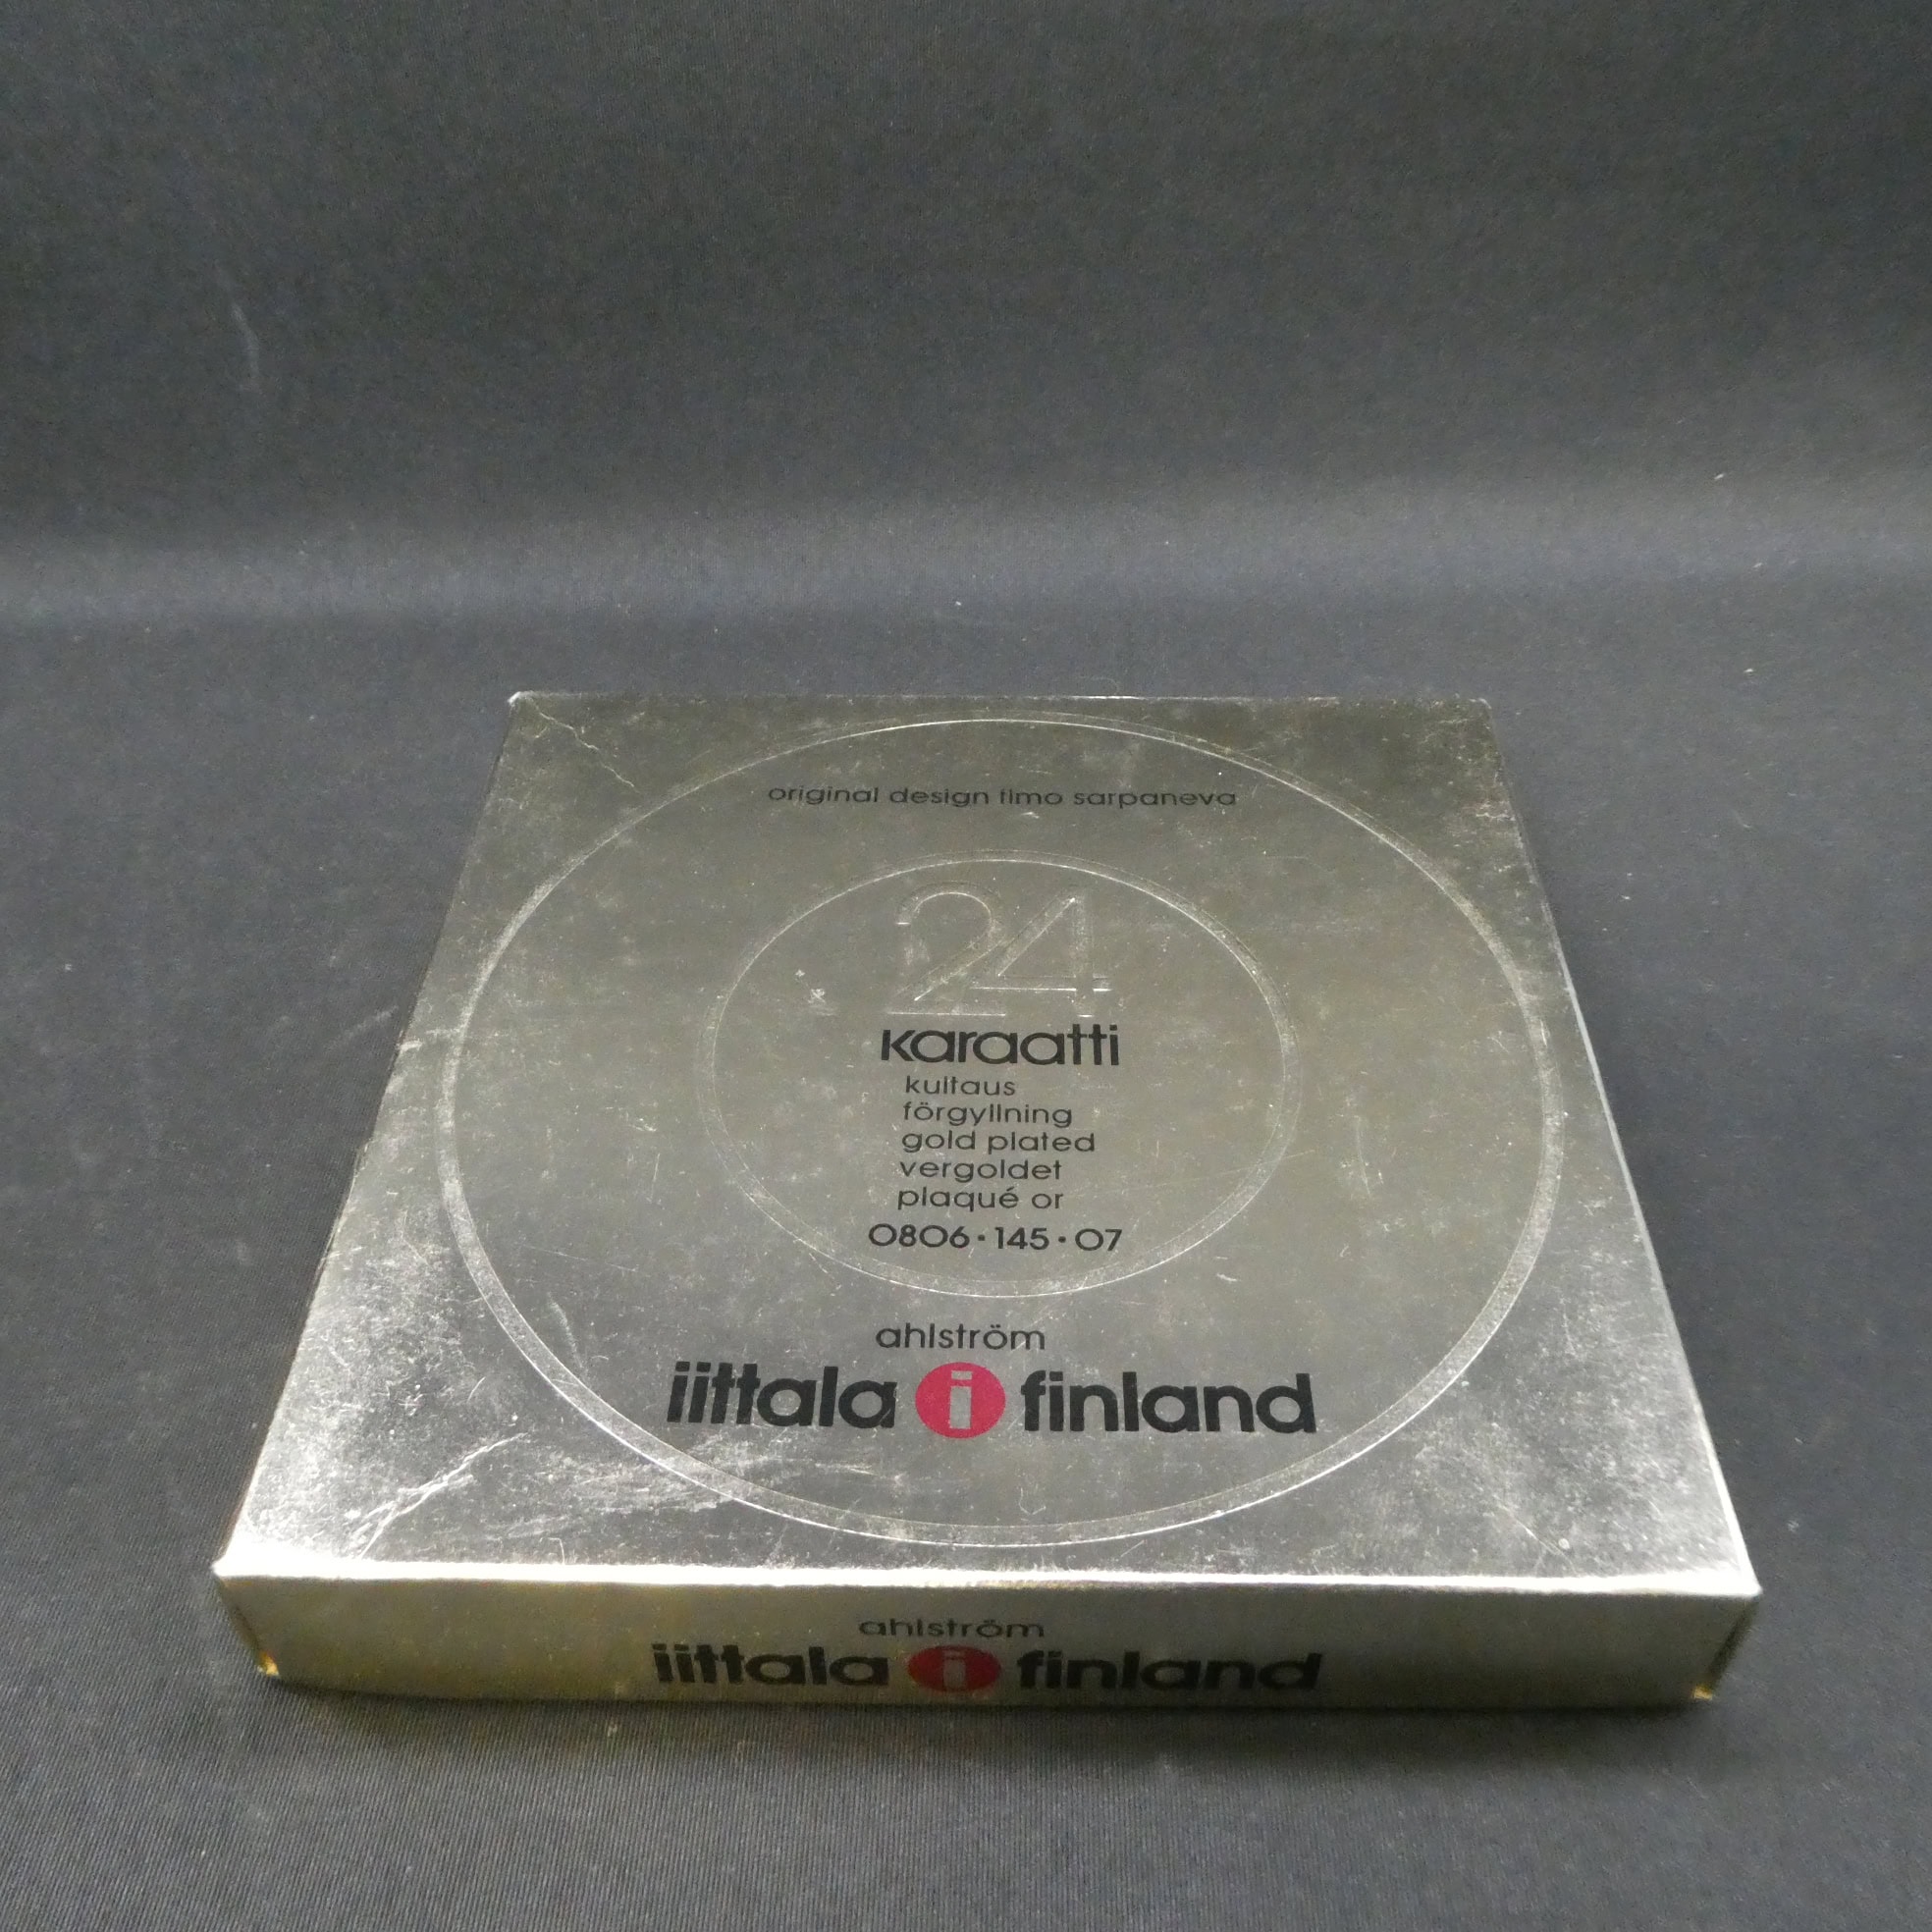 original design timo sarpaneva
24
karaatti
kultaus
förgyllning
gold plated
vergoldet
plaqué or
0806·145·07
ahlström
iittala i finland
ahlström
iittala i finland